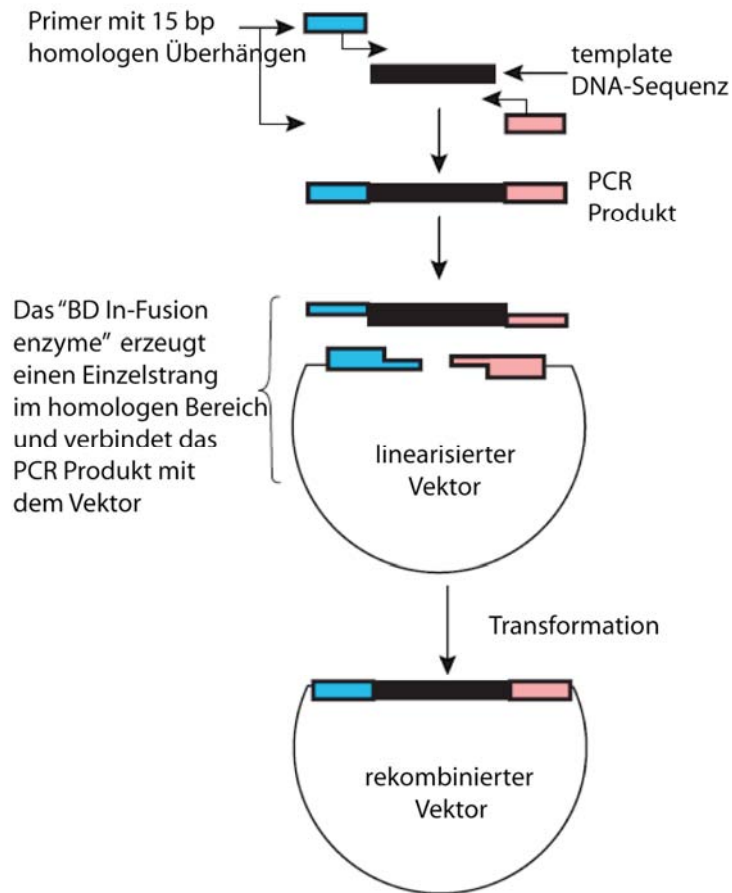 Primer mit 15 bp
homologen Überhängen
template
DNA-Sequenz
PCR
Produkt
Das "BD In-Fusion
enzyme" erzeugt
einen Einzelstrang
im homologen Bereich
und verbindet das
PCR Produkt mit
dem Vektor
linearisierter
Vektor
Transformation
rekombinierter
Vektor